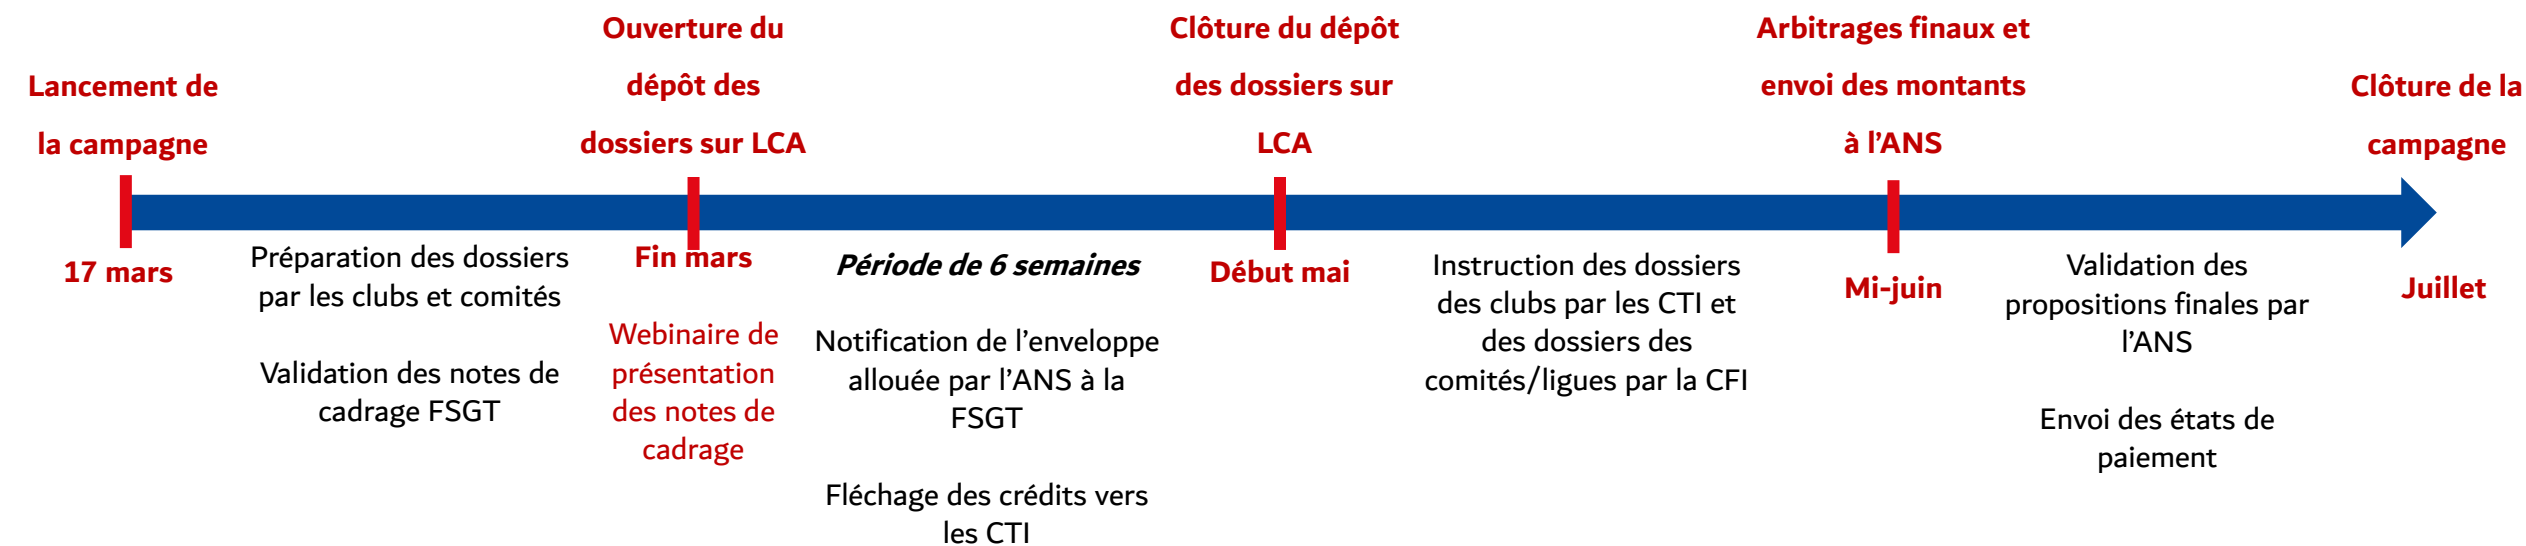 Lancement de
la campagne
17 mars
Préparation des dossiers
par les clubs et comités
Validation des notes de
cadrage FSGT
Ouverture du
dépôt des
dossiers sur LCA
Fin mars
Webinaire de
présentation
des notes de
cadrage
Période de 6 semaines
Notification de l’enveloppe
allouée par l’ANS à la
FSGT
Fléchage des crédits vers
les CTI
Clôture du dépôt
des dossiers sur
LCA
Début mai
Instruction des dossiers
des clubs par les CTI et
des dossiers des
comités/ligues par la CFI
Arbitrages finaux et
envoi des montants
à l’ANS
Mi-juin
Validation des
propositions finales par
l’ANS
Envoi des états de
paiement
Clôture de la
campagne
Juillet